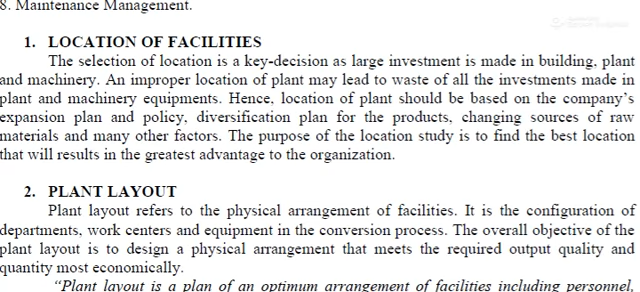 8. Maintenance Management.
1. LOCATION OF FACILITIES
The selection of location is a key-decision as large investment is made in building, plant
and machinery. An improper location of plant may lead to waste of all the investments made in
plant and machinery equipments. Hence, location of plant should be based on the company's
expansion plan and policy, diversification plan for the products, changing sources of raw
materials and many other factors. The purpose of the location study is to find the best location
that will results in the greatest advantage to the organization.
2. PLANT LAYOUT
Plant layout refers to the physical arrangement of facilities. It is the configuration of
departments, work centers and equipment in the conversion process. The overall objective of the
plant layout is to design a physical arrangement that meets the required output quality and
quantity most economically.
“Plant layout is a plan of an optimum arrangement of facilities including personnel,